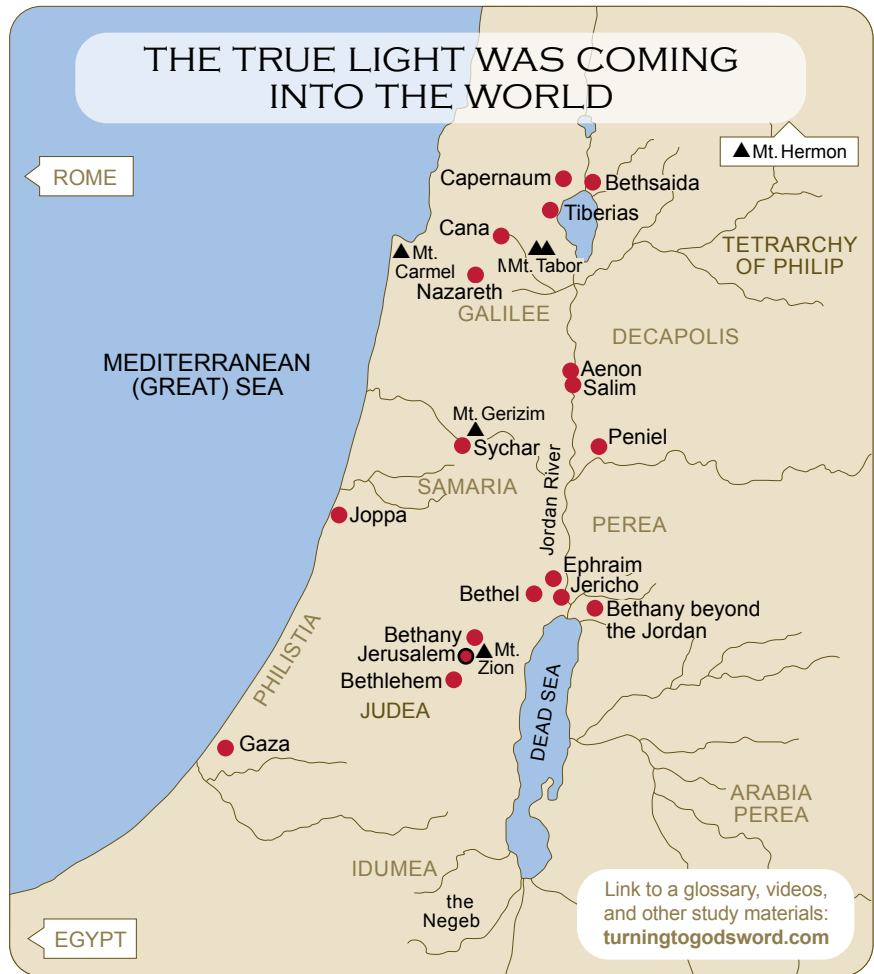 THE TRUE LIGHT WAS COMING
INTO THE WORLD
Mt. Hermon
ROME
Capernaum
Bethsaida
Tiberias
Cana
Mt.
Carmel
MMt. Tabor
Nazareth
GALILEE
TETRARCHY
OF PHILIP
DECAPOLIS
MEDITERRANEAN
(GREAT) SEA
Aenon
Salim
Mt. Gerizim
Sychar
Peniel
SAMARIA
Jordan River
Joppa
PEREA
Ephraim
Jericho
Bethel
Bethany beyond
the Jordan
PHILISTIA
Bethany
Jerusalem
Mt.
Zion
Bethlehem
JUDEA
DEAD SEA
Gaza
ARABIA
PEREA
IDUMEA
the
Negeb
EGYPT
Link to a glossary, videos,
and other study materials:
turningtogodsword.com